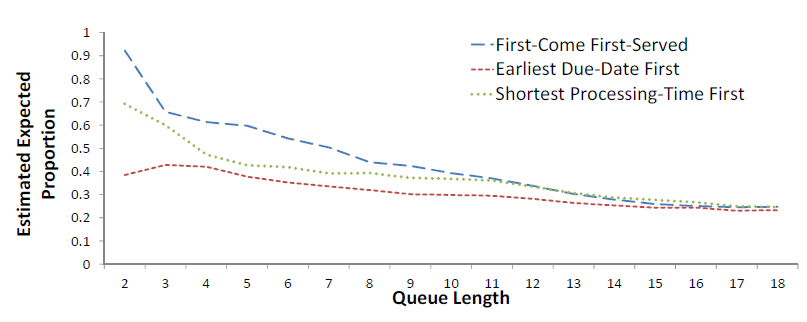 1
0.9
0.8
0.7
0.6
0.5
0.4
0.3
0.2
0.1
0
Estimated Expected
Proportion
First-Come First-Served
Earliest Due-Date First
Shortest Processing-Time First
2 3 4 5 6 7 8 9 10 11 12 13 14 15 16 17 18
Queue Length